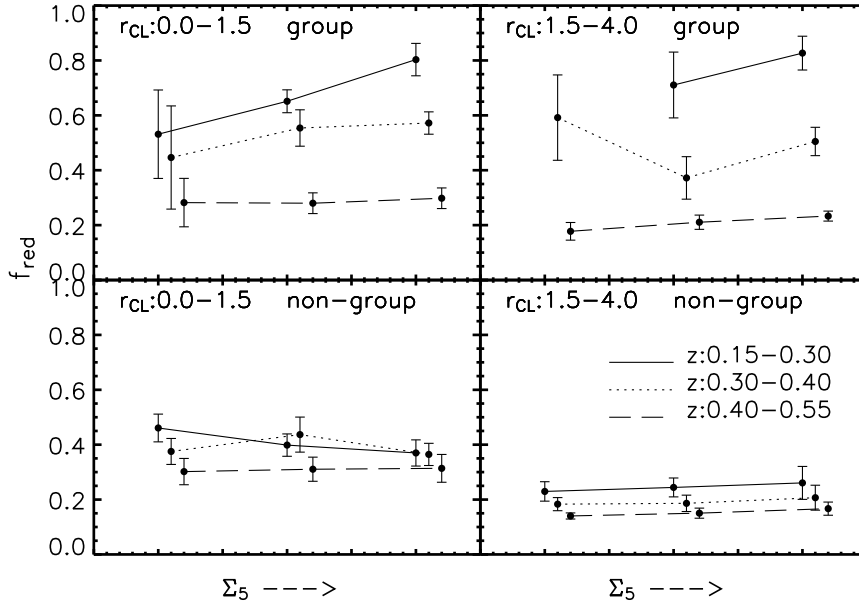 r_CL:0.0−1.5 group
r_CL:1.5−4.0 group
1.0
0.8
0.6
0.4
0.2
0.0
f_red
r_CL:0.0−1.5 non−group
r_CL:1.5−4.0 non−group
1.0
0.8
0.6
0.4
0.2
0.0
z:0.15−0.30
z:0.30−0.40
z:0.40−0.55
Σ_5 −−−−>
Σ_5 −−−−>